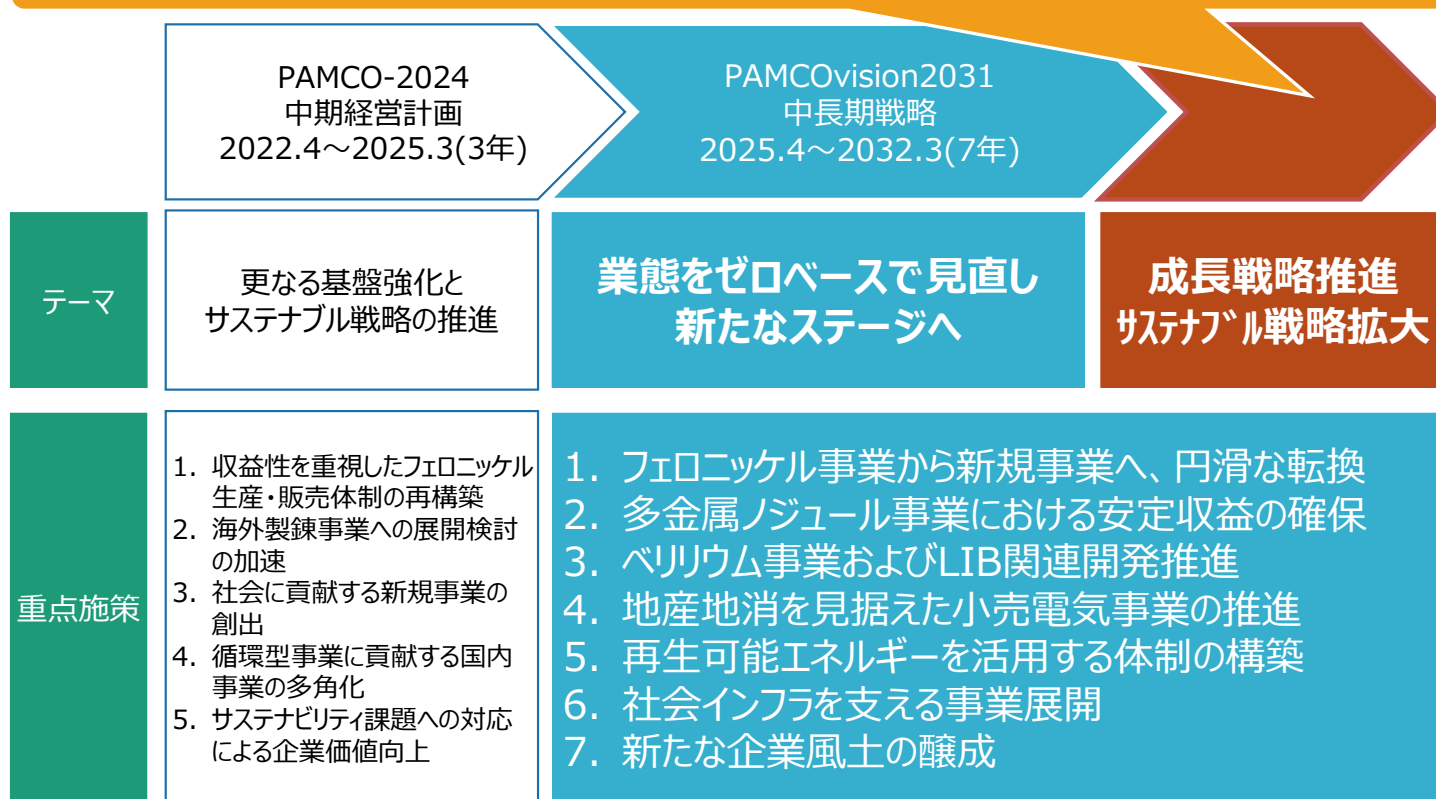 PAMCO-2024
中期経営計画
2022.4～2025.3(3年)
PAMCOvision2031
中長期戦略
2025.4～2032.3(7年)
テーマ
更なる基盤強化と
サステナブル戦略の推進
業態をゼロベースで見直し
新たなステージへ
成長戦略推進
ｻｽﾃﾅﾌﾞﾙ戦略拡大
重点施策
1. 収益性を重視したフェロニッケル
生産・販売体制の再構築
2. 海外製錬事業への展開検討
の加速
3. 社会に貢献する新規事業の
創出
4. 循環型事業に貢献する国内
事業の多角化
5. サステナビリティ課題への対応
による企業価値向上
1. フェロニッケル事業から新規事業へ、円滑な転換
2. 多金属ノジュール事業における安定収益の確保
3. ベリリウム事業およびLIB関連開発推進
4. 地産地消を見据えた小売電気事業の推進
5. 再生可能エネルギーを活用する体制の構築
6. 社会インフラを支える事業展開
7. 新たな企業風土の醸成